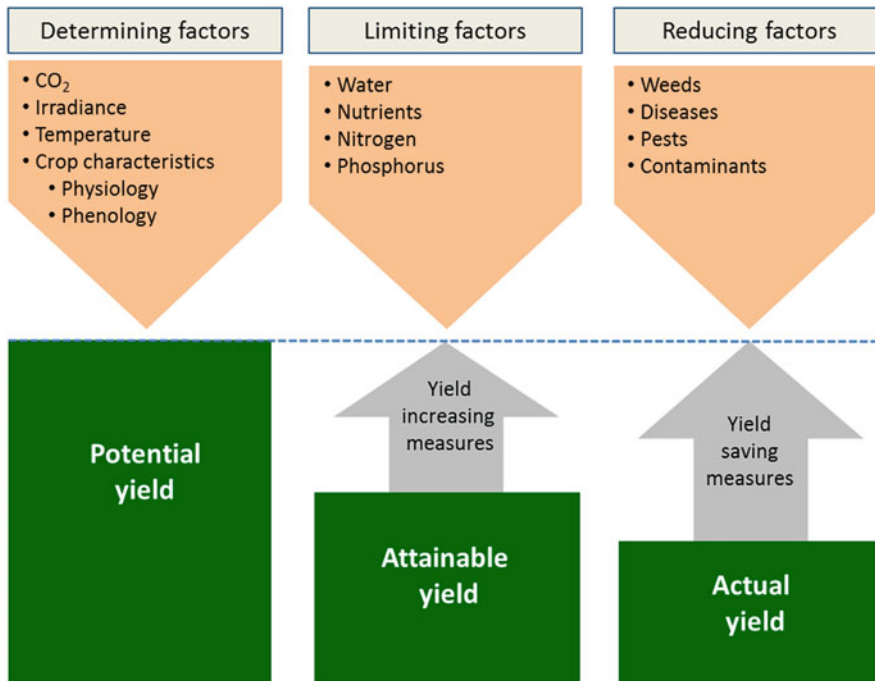 Determining factors
• CO₂
• Irradiance
• Temperature
• Crop characteristics
• Physiology
• Phenology
Limiting factors
• Water
• Nutrients
• Nitrogen
• Phosphorus
Reducing factors
• Weeds
• Diseases
• Pests
• Contaminants
Potential
yield
Yield
increasing
measures
Attainable
yield
Yield
saving
measures
Actual
yield